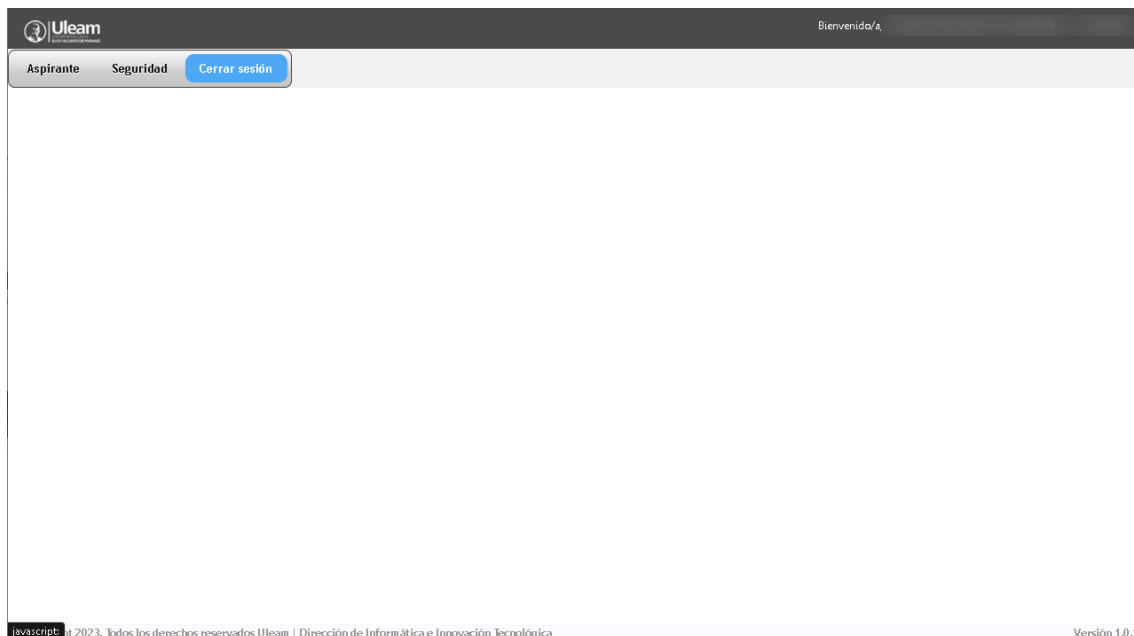 Uleam
Bienvenido/a,
Aspirante Seguridad Cerrar sesión
javascript: nt 2023. Todos los derechos reservados Uleam | Dirección de Informática e Innovación Tecnológica
Versión 1.0.